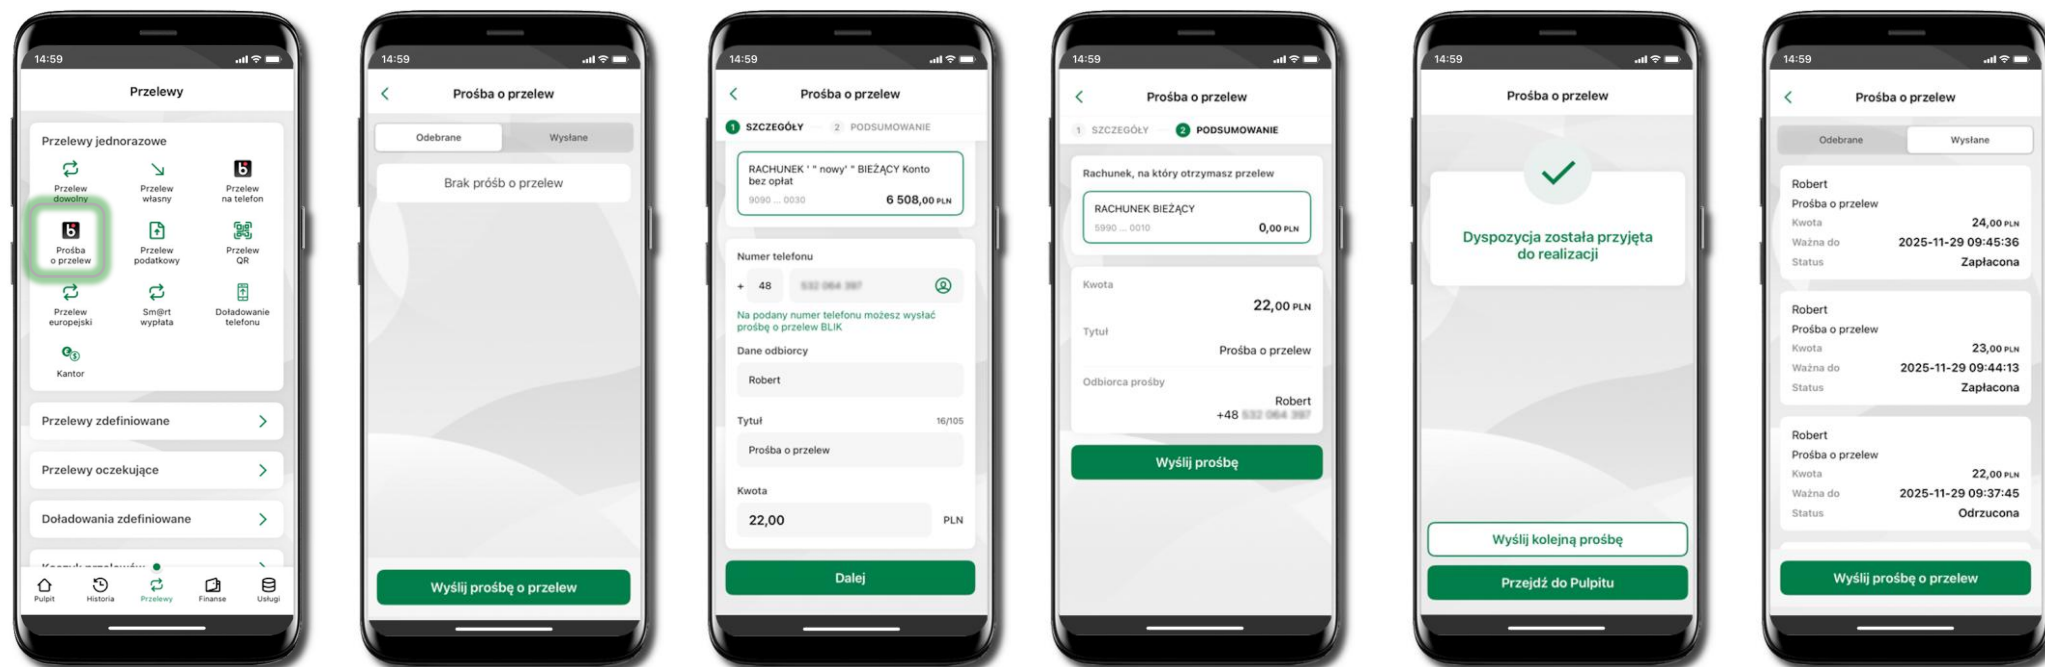 14:59
Przelewy
Przelewy jednorazowe
Przelew
dowolny
Przelew
własny
Przelew
na telefon
Prośba
o przelew
Przelew
podatkowy
Przelew
QR
Przelew
europejski
Sm@rt
wypłata
Doładowanie
telefonu
Kantor
Przelewy zdefiniowane
Przelewy oczekujące
Doładowania zdefiniowane
Koszyk przelewów
Pulpit
Historia
Przelewy
Finanse
Usługi
14:59
Prośba o przelew
Odebrane
Wysłane
Brak próśb o przelew
Wyślij prośbę o przelew
14:59
Prośba o przelew
1 SZCZEGÓŁY
2 PODSUMOWANIE
RACHUNEK ' " nowy' " BIEŻĄCY Konto
bez opłat
9090 ... 0030
6 508,00 PLN
Numer telefonu
+ 48
Na podany numer telefonu możesz wysłać
prośbę o przelew BLIK
Dane odbiorcy
Robert
Tytuł
16/105
Prośba o przelew
Kwota
22,00
PLN
Dalej
14:59
Prośba o przelew
1 SZCZEGÓŁY
2 PODSUMOWANIE
Rachunek, na który otrzymasz przelew
RACHUNEK BIEŻĄCY
5990 ... 0010
0,00 PLN
Kwota
22,00 PLN
Tytuł
Prośba o przelew
Odbiorca prośby
Robert
+48
Wyślij prośbę
14:59
Prośba o przelew
Dyspozycja została przyjęta
do realizacji
Wyślij kolejną prośbę
Przejdź do Pulpitu
14:59
Prośba o przelew
Odebrane
Wysłane
Robert
Prośba o przelew
Kwota 24,00 PLN
Ważna do 2025-11-29 09:45:36
Status Zapłacona
Robert
Prośba o przelew
Kwota 23,00 PLN
Ważna do 2025-11-29 09:44:13
Status Zapłacona
Robert
Prośba o przelew
Kwota 22,00 PLN
Ważna do 2025-11-29 09:37:45
Status Odrzucona
Wyślij prośbę o przelew